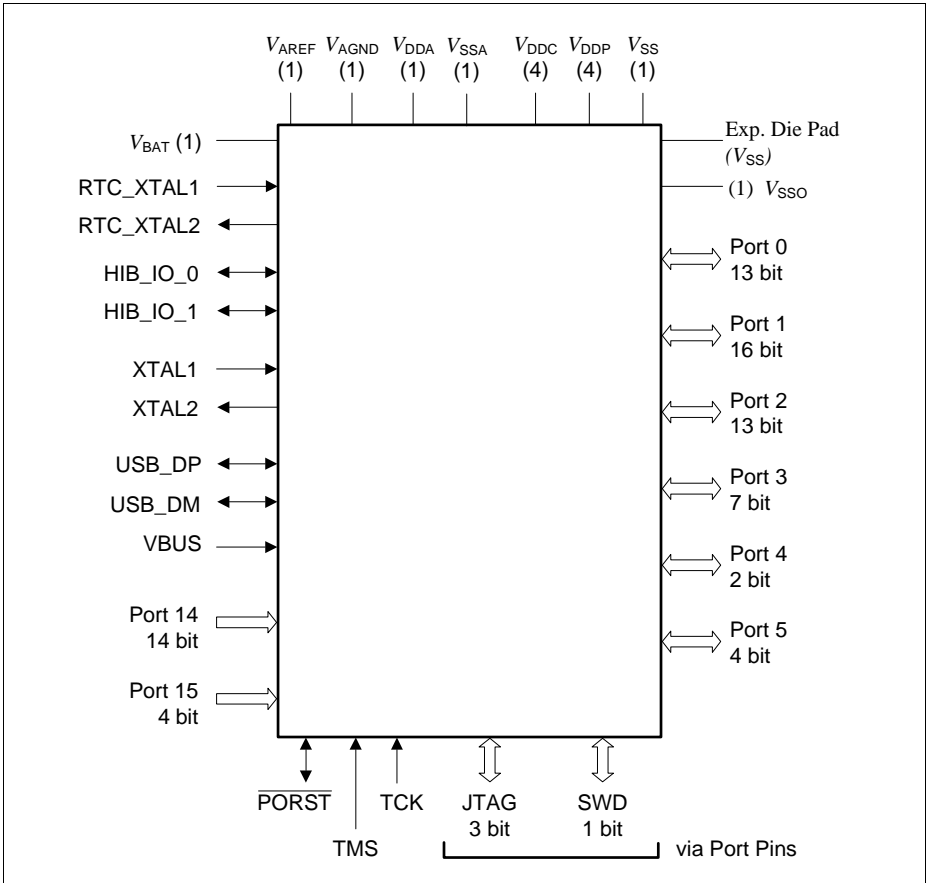 VAREF VAGND VDDA VSSA VDDC VDDP VSS
(1) (1) (1) (1) (4) (4) (1)
VBAT (1)
RTC_XTAL1
RTC_XTAL2
HIB_IO_0
HIB_IO_1
XTAL1
XTAL2
USB_DP
USB_DM
VBUS
Port 14
14 bit
Port 15
4 bit
Exp. Die Pad
(VSS)
(1) VSSO
Port 0
13 bit
Port 1
16 bit
Port 2
13 bit
Port 3
7 bit
Port 4
2 bit
Port 5
4 bit
PORST TCK JTAG SWD
3 bit 1 bit
TMS via Port Pins